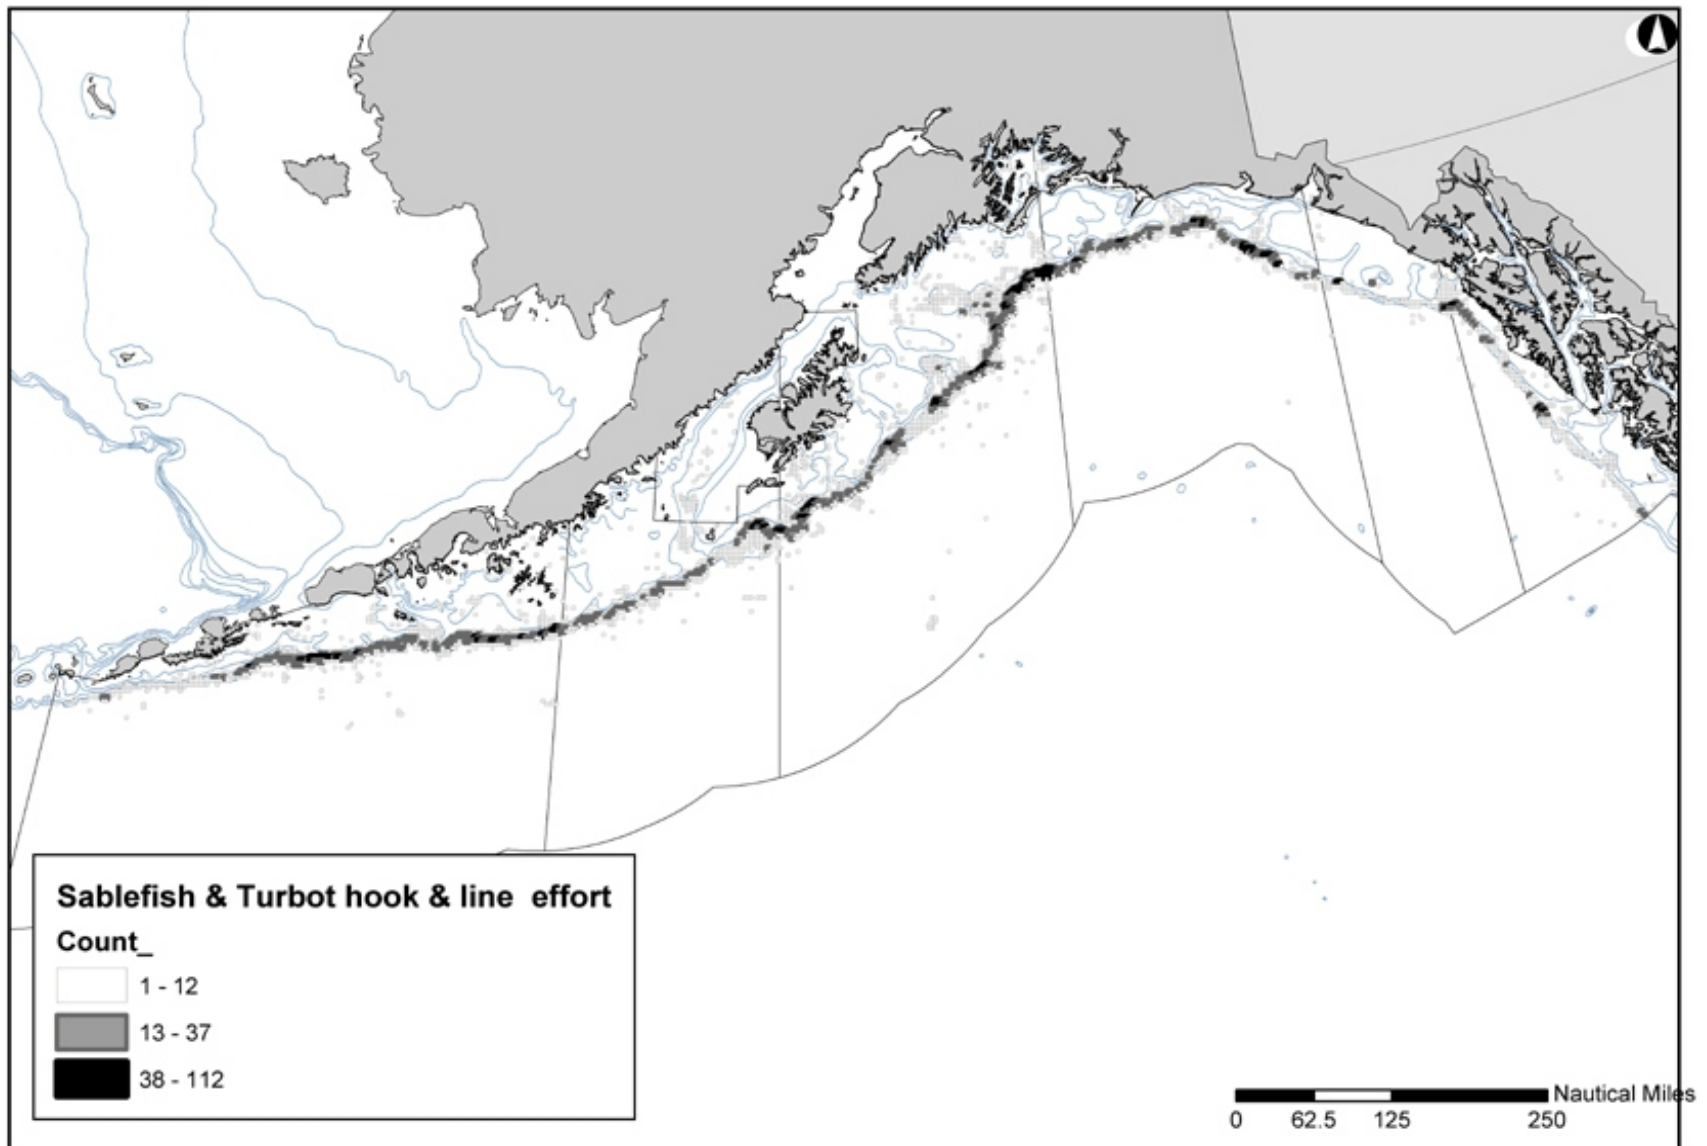 Sablefish & Turbot hook & line effort
Count_
1 - 12
13 - 37
38 - 112
Nautical Miles
0 62.5 125 250